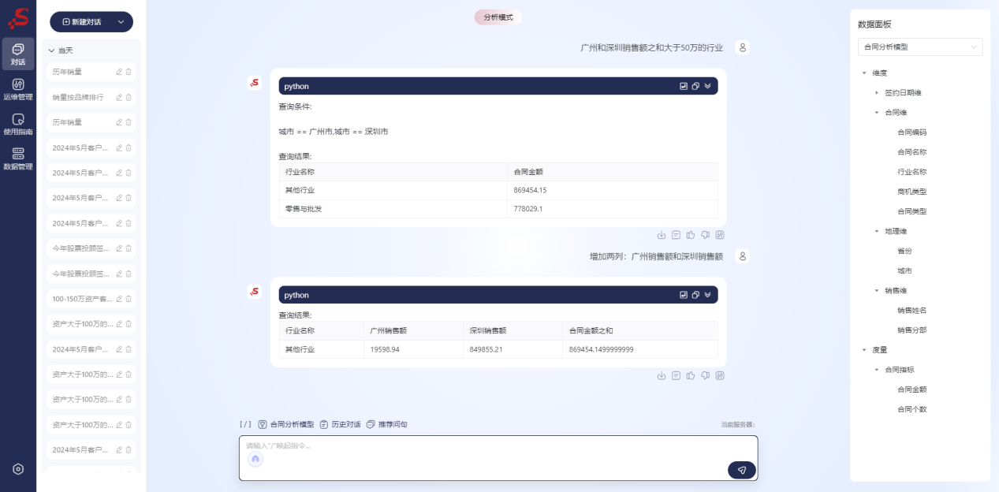 新建对话
对话
运维管理
使用指南
数据管理
当天
历年销量
销量按品牌排行
历年销量
2024年5月客户...
2024年5月客户...
2024年5月客户...
2024年5月客户...
今年股票投顾签...
今年股票投顾签...
100-150万资产客...
资产大于100万的...
2024年5月客户...
资产大于100万的...
资产大于100万的...
资产大于100万的...
2024年5月客户...
分析模式
广州和深圳销售额之和大于50万的行业
python
查询条件:
城市 == 广州市,城市 == 深圳市
查询结果:
行业名称 合同金额
其他行业 869454.15
零售与批发 778029.1
增加两列：广州销售额和深圳销售额
python
查询结果:
行业名称 广州销售额 深圳销售额 合同金额之和
其他行业 19598.94 849855.21 869454.1499999999
[/] 合同分析模型 历史对话 推荐问句
当前服务器:
请输入"/"唤起指令...
数据面板
合同分析模型
维度
签约日期维
合同维
合同编码
合同名称
行业名称
商机类型
合同类型
地理维
省份
城市
销售维
销售姓名
销售分部
度量
合同指标
合同金额
合同个数